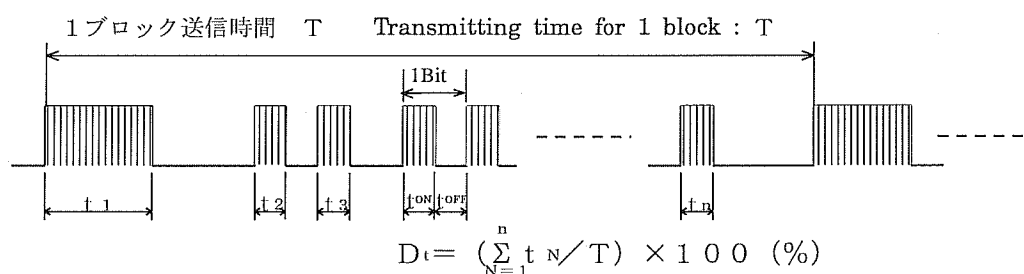 1ブロック送信時間 T Transmitting time for 1 block : T
1Bit
t1 t2 t3 tON tOFF tn
Dt= (Σ[N=1→n] t N/T) ×100 (%)